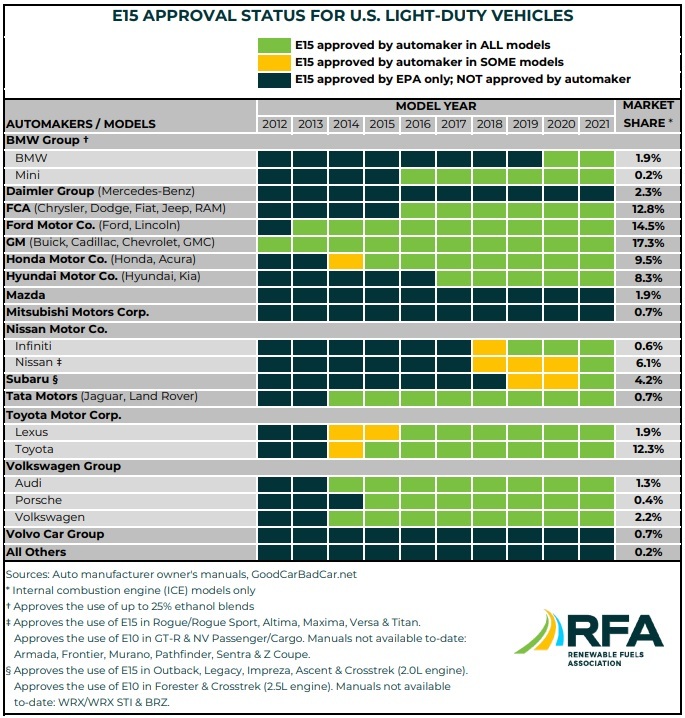 E15 APPROVAL STATUS FOR U.S. LIGHT-DUTY VEHICLES
E15 approved by automaker in ALL models
E15 approved by automaker in SOME models
E15 approved by EPA only; NOT approved by automaker
AUTOMAKERS / MODELS
MODEL YEAR
MARKET SHARE *
2012 2013 2014 2015 2016 2017 2018 2019 2020 2021
BMW Group †
BMW 1.9%
Mini 0.2%
Daimler Group (Mercedes-Benz) 2.3%
FCA (Chrysler, Dodge, Fiat, Jeep, RAM) 12.8%
Ford Motor Co. (Ford, Lincoln) 14.5%
GM (Buick, Cadillac, Chevrolet, GMC) 17.3%
Honda Motor Co. (Honda, Acura) 9.5%
Hyundai Motor Co. (Hyundai, Kia) 8.3%
Mazda 1.9%
Mitsubishi Motors Corp. 0.7%
Nissan Motor Co.
Infiniti 0.6%
Nissan ‡ 6.1%
Subaru § 4.2%
Tata Motors (Jaguar, Land Rover) 0.7%
Toyota Motor Corp.
Lexus 1.9%
Toyota 12.3%
Volkswagen Group
Audi 1.3%
Porsche 0.4%
Volkswagen 2.2%
Volvo Car Group 0.7%
All Others 0.2%
Sources: Auto manufacturer owner's manuals, GoodCarBadCar.net
* Internal combustion engine (ICE) models only
† Approves the use of up to 25% ethanol blends
‡ Approves the use of E15 in Rogue/Rogue Sport, Altima, Maxima, Versa & Titan.
Approves the use of E10 in GT-R & NV Passenger/Cargo. Manuals not available to-date:
Armada, Frontier, Murano, Pathfinder, Sentra & Z Coupe.
§ Approves the use of E15 in Outback, Legacy, Impreza, Ascent & Crosstrek (2.0L engine).
Approves the use of E10 in Forester & Crosstrek (2.5L engine). Manuals not available
to-date: WRX/WRX STI & BRZ.
RFA
RENEWABLE FUELS
ASSOCIATION